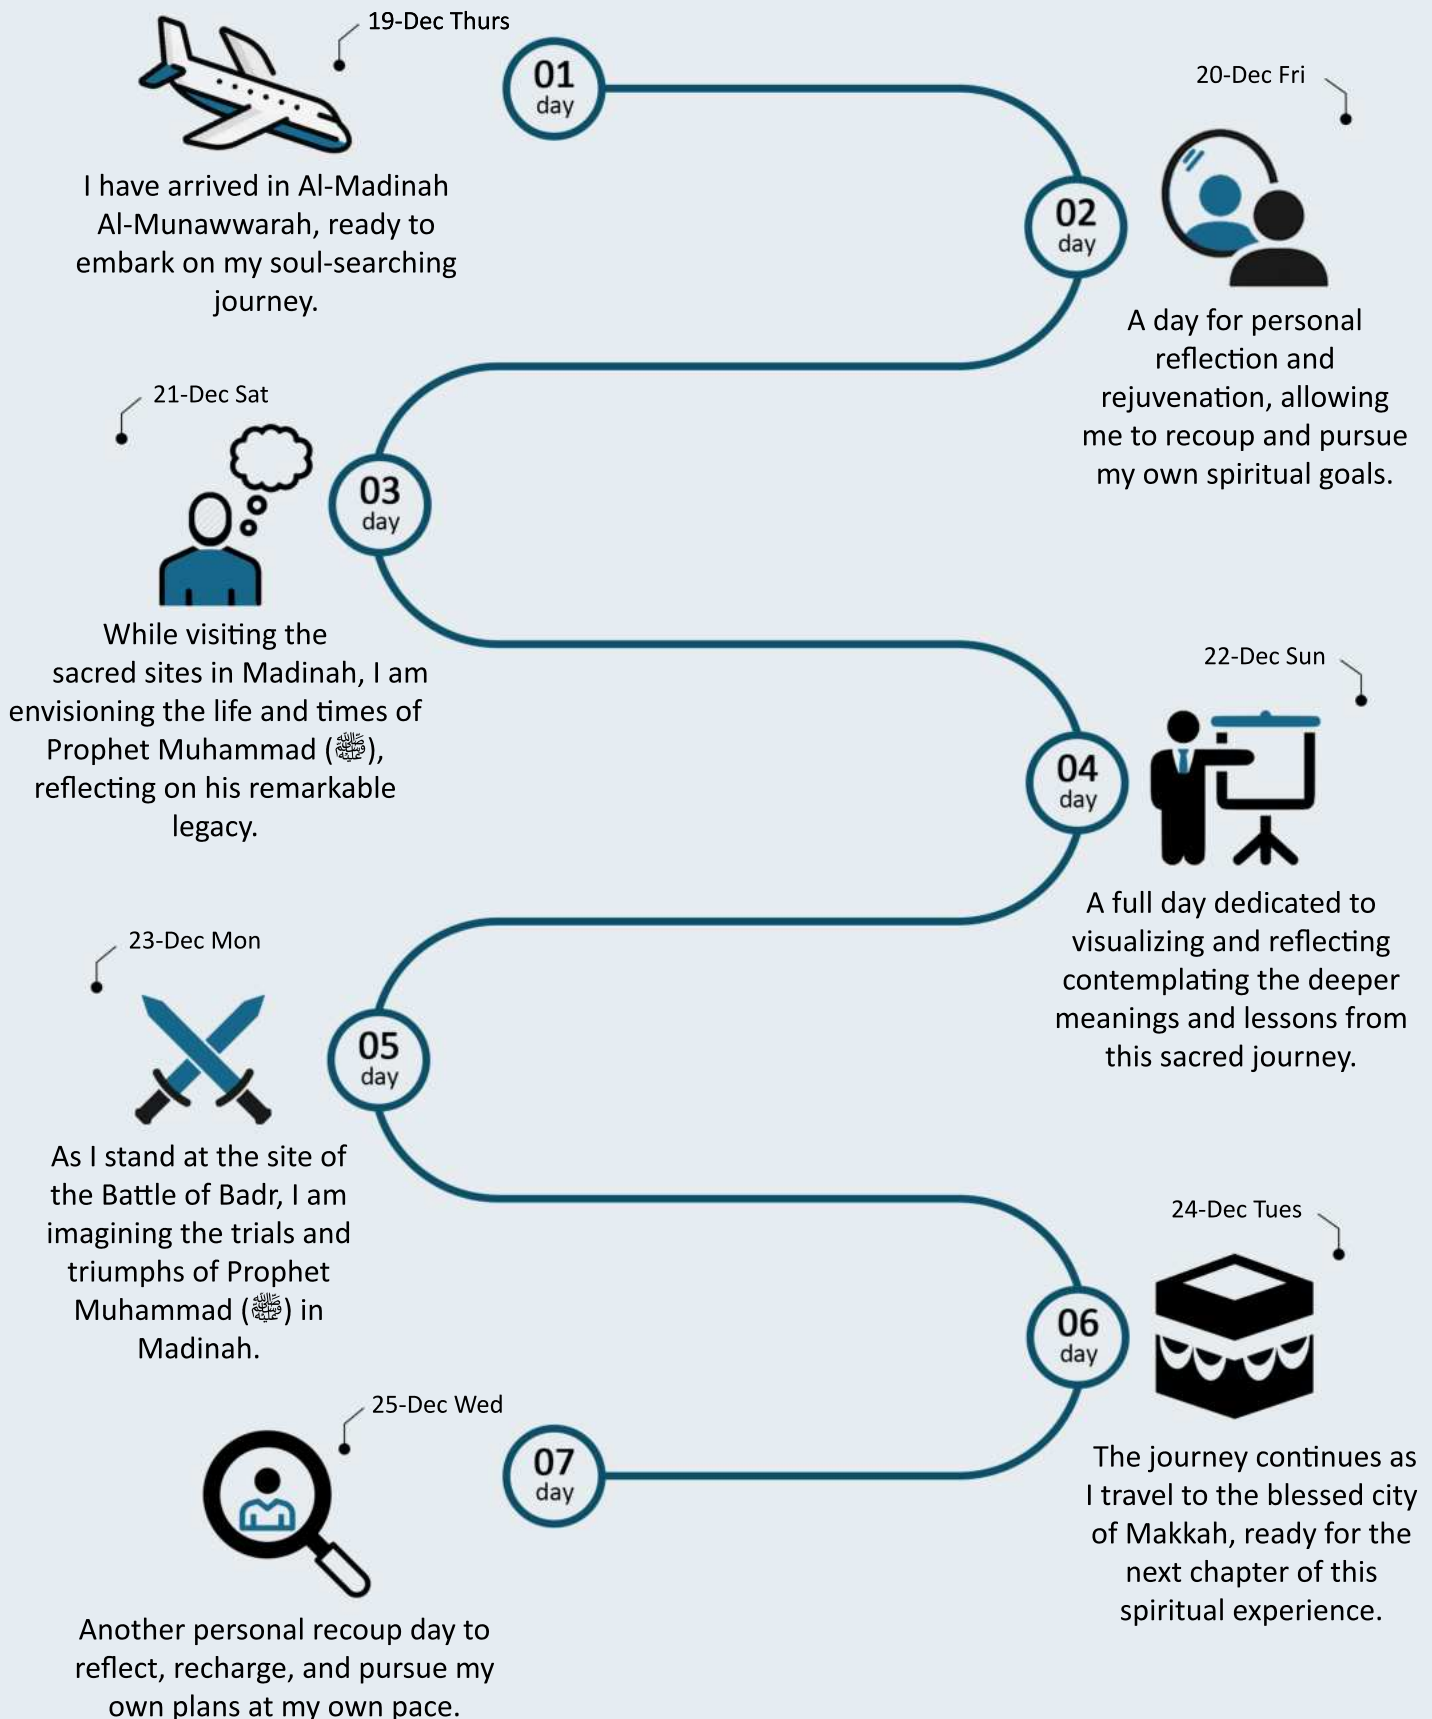 19-Dec Thurs
01
day
I have arrived in Al-Madinah
Al-Munawwarah, ready to
embark on my soul-searching
journey.
20-Dec Fri
02
day
A day for personal
reflection and
rejuvenation, allowing
me to recoup and pursue
my own spiritual goals.
21-Dec Sat
03
day
While visiting the
sacred sites in Madinah, I am
envisioning the life and times of
Prophet Muhammad (ﷺ),
reflecting on his remarkable
legacy.
22-Dec Sun
04
day
A full day dedicated to
visualizing and reflecting
contemplating the deeper
meanings and lessons from
this sacred journey.
23-Dec Mon
05
day
As I stand at the site of
the Battle of Badr, I am
imagining the trials and
triumphs of Prophet
Muhammad (ﷺ) in
Madinah.
24-Dec Tues
06
day
The journey continues as
I travel to the blessed city
of Makkah, ready for the
next chapter of this
spiritual experience.
25-Dec Wed
07
day
Another personal recoup day to
reflect, recharge, and pursue my
own plans at my own pace.